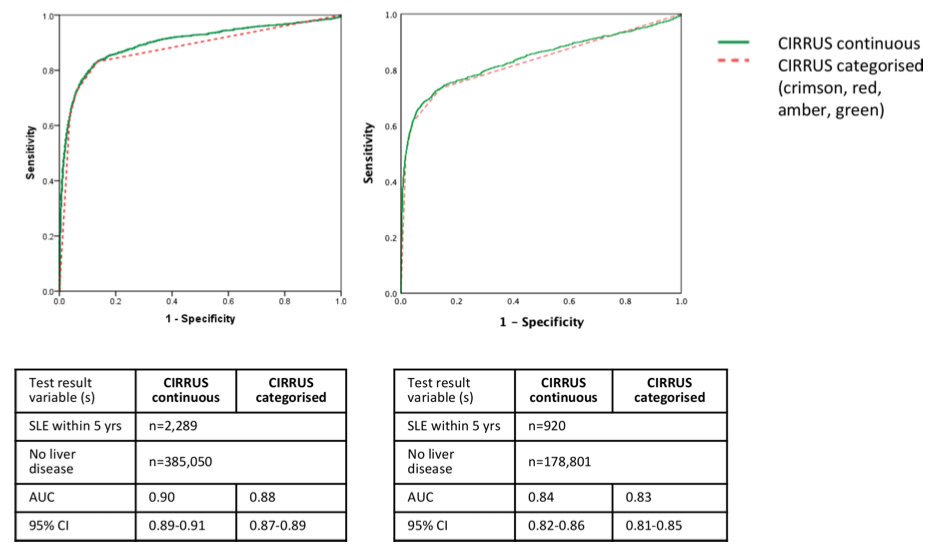 1.0
0.8
0.6
0.4
0.2
0.0
0.0 0.2 0.4 0.6 0.8 1.0
Sensitivity
1 - Specificity
1.0
0.8
0.6
0.4
0.2
0.0
0.0 0.2 0.4 0.6 0.8 1.0
Sensitivity
1 – Specificity
CIRRUS continuous
CIRRUS categorised
(crimson, red,
amber, green)
Test result
variable (s)
CIRRUS
continuous
CIRRUS
categorised
SLE within 5 yrs
n=2,289
No liver
disease
n=385,050
AUC
0.90
0.88
95% CI
0.89-0.91
0.87-0.89
Test result
variable (s)
CIRRUS
continuous
CIRRUS
categorised
SLE within 5 yrs
n=920
No liver
disease
n=178,801
AUC
0.84
0.83
95% CI
0.82-0.86
0.81-0.85